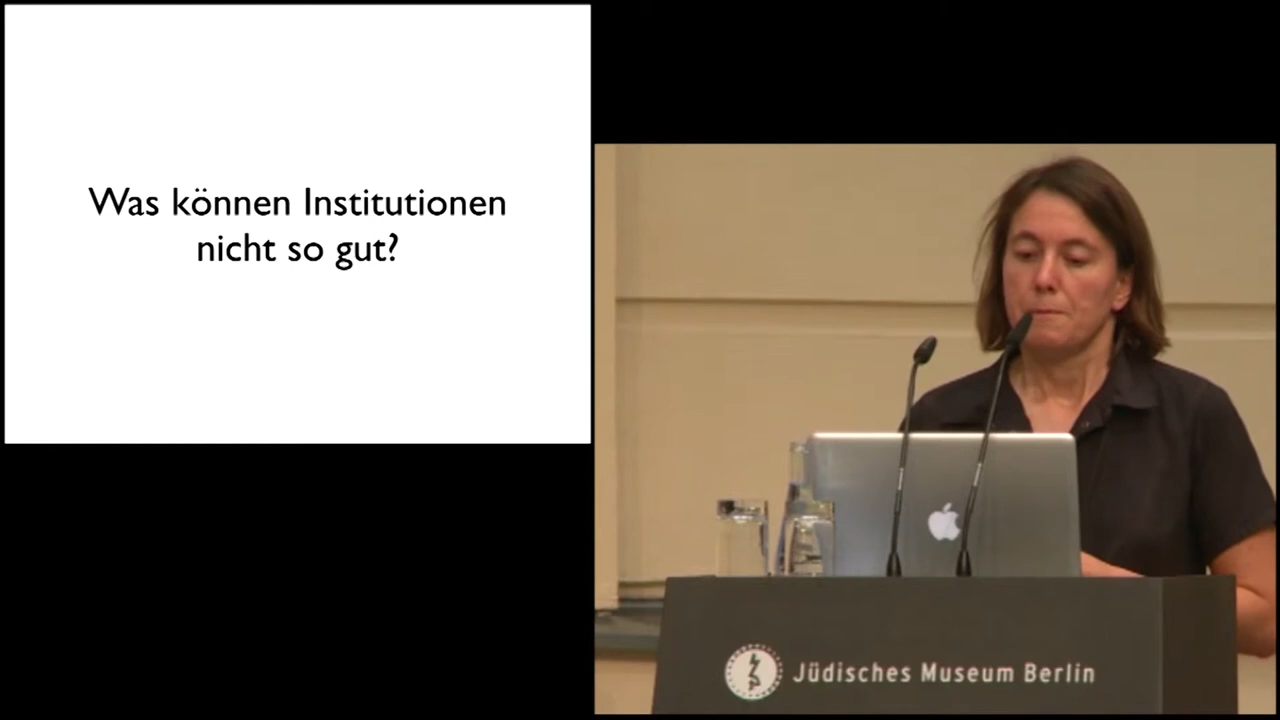 Was können Institutionen
nicht so gut?
Jüdisches Museum Berlin